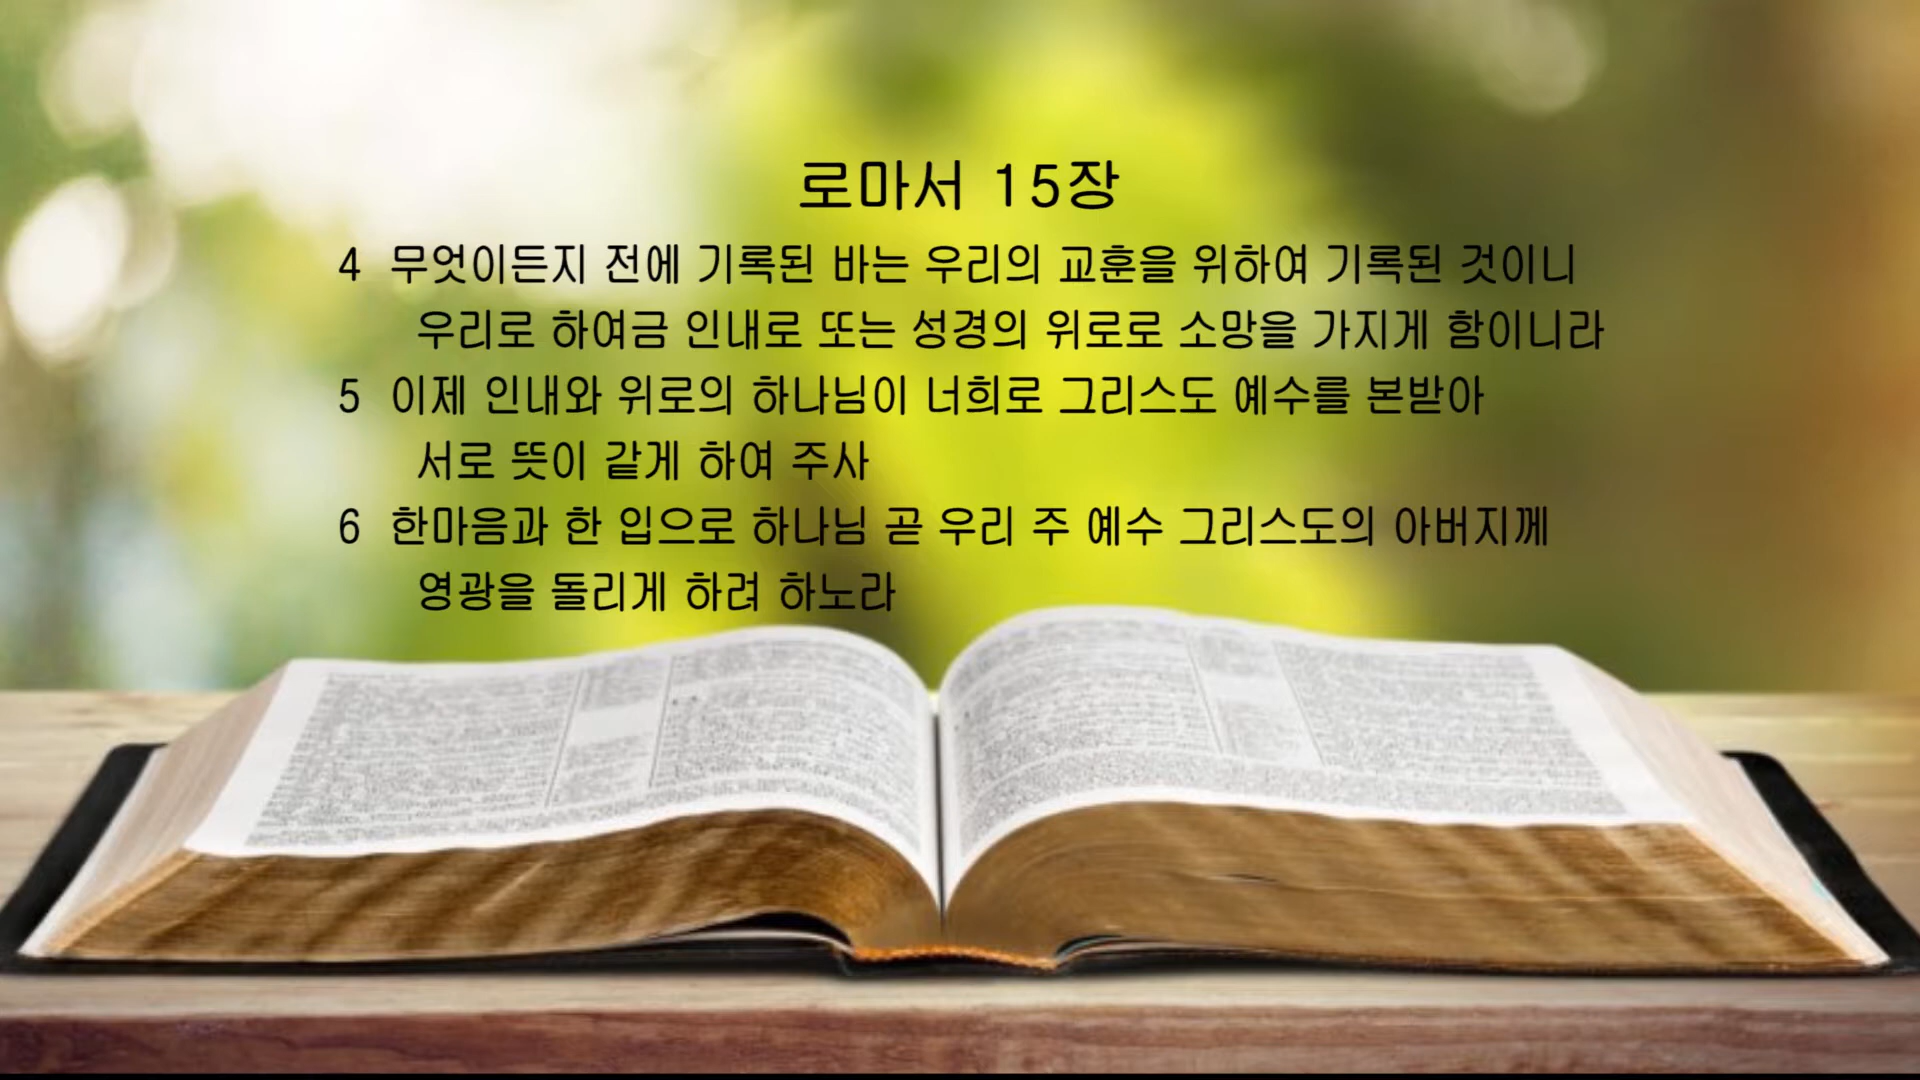 로마서 15장
4 무엇이든지 전에 기록된 바는 우리의 교훈을 위하여 기록된 것이니
우리로 하여금 인내로 또는 성경의 위로로 소망을 가지게 함이니라
5 이제 인내와 위로의 하나님이 너희로 그리스도 예수를 본받아
서로 뜻이 같게 하여 주사
6 한마음과 한 입으로 하나님 곧 우리 주 예수 그리스도의 아버지께
영광을 돌리게 하려 하노라